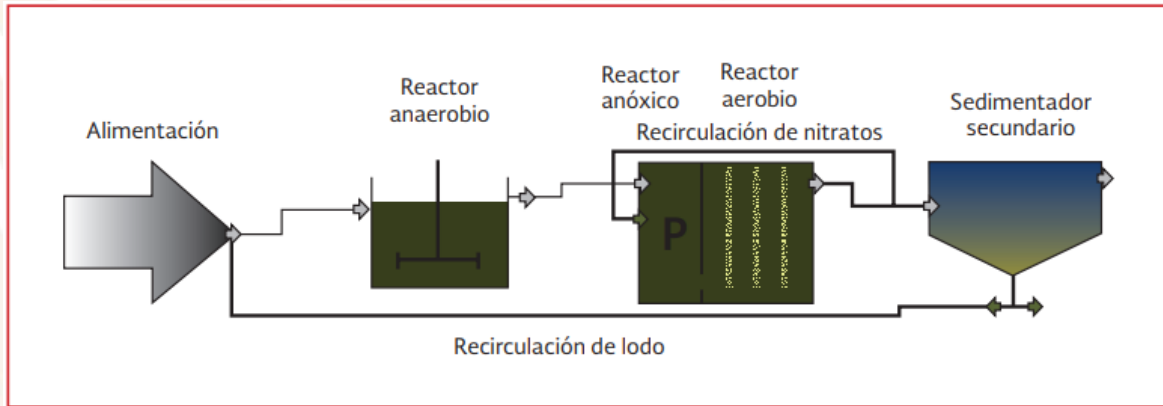 Alimentación
Reactor
anaerobio
Reactor
anóxico
Reactor
aerobio
Recirculación de nitratos
Sedimentador
secundario
P
Recirculación de lodo